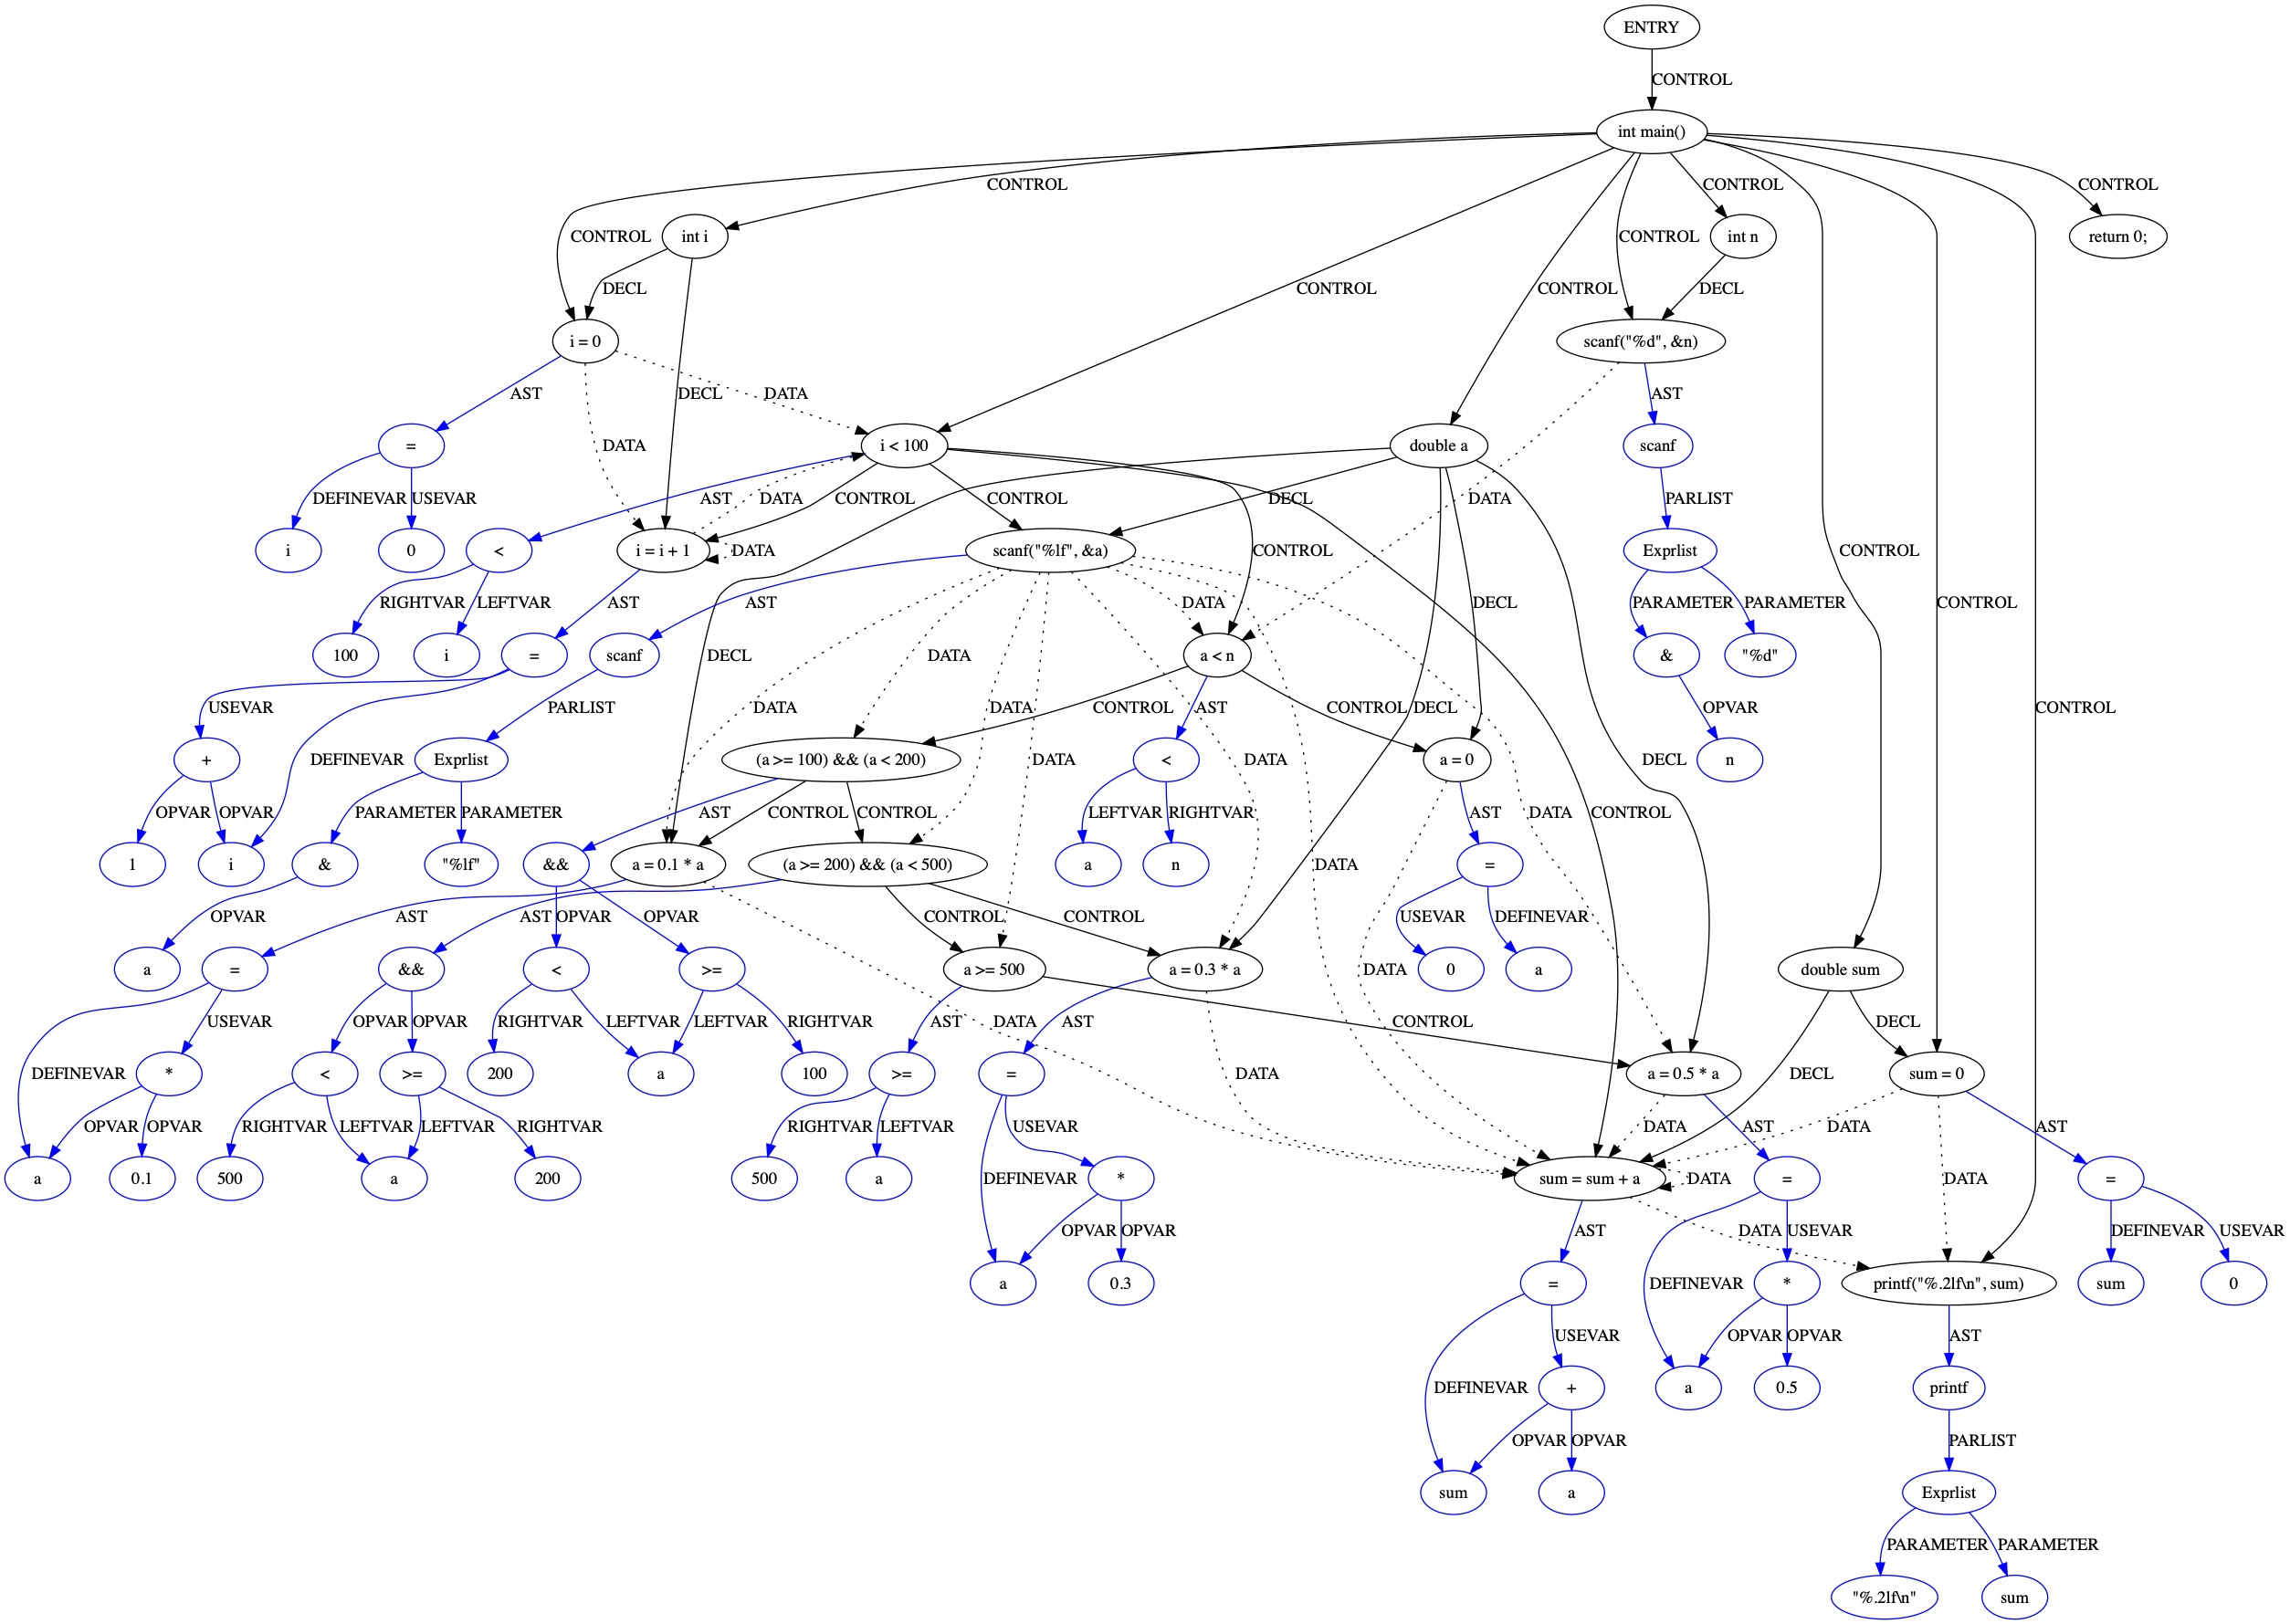 ENTRY
CONTROL
int main()
CONTROL
CONTROL
CONTROL
CONTROL
int i
CONTROL
int n
return 0;
DECL
CONTROL
CONTROL
DECL
i = 0
scanf("%d", &n)
AST
DATA
DECL
AST
=
i < 100
double a
scanf
DATA
DEFINEVAR
USEVAR
AST
DATA
CONTROL
CONTROL
DECL
DATA
PARLIST
i
0
<
i = i + 1
DATA
scanf("%lf", &a)
CONTROL
Exprlist
CONTROL
CONTROL
RIGHTVAR
LEFTVAR
AST
AST
DATA
DECL
PARAMETER
PARAMETER
100
i
=
scanf
DECL
DATA
a < n
&
"%d"
USEVAR
PARLIST
DATA
DATA
CONTROL
AST
CONTROL
DECL
OPVAR
CONTROL
+
DEFINEVAR
Exprlist
(a >= 100) && (a < 200)
DATA
DATA
<
a = 0
DECL
n
OPVAR
OPVAR
PARAMETER
PARAMETER
AST
CONTROL
CONTROL
LEFTVAR
RIGHTVAR
AST
DATA
CONTROL
1
i
&
"%lf"
&&
a = 0.1 * a
(a >= 200) && (a < 500)
a
n
DATA
=
OPVAR
AST
AST
OPVAR
OPVAR
CONTROL
CONTROL
USEVAR
DEFINEVAR
a
=
&&
<
>=
a >= 500
a = 0.3 * a
DATA
0
a
double sum
USEVAR
OPVAR
OPVAR
RIGHTVAR
LEFTVAR
LEFTVAR
RIGHTVAR
AST
DATA
AST
CONTROL
DECL
DEFINEVAR
*
<
>=
200
a
100
>=
=
DATA
a = 0.5 * a
DECL
sum = 0
OPVAR
OPVAR
RIGHTVAR
LEFTVAR
LEFTVAR
RIGHTVAR
RIGHTVAR
LEFTVAR
USEVAR
DATA
AST
DATA
AST
a
0.1
500
a
200
500
a
DEFINEVAR
*
sum = sum + a
DATA
=
DATA
=
OPVAR
OPVAR
AST
DATA
USEVAR
DEFINEVAR
USEVAR
a
0.3
=
DEFINEVAR
*
printf("%.2lf\n", sum)
sum
0
USEVAR
OPVAR
OPVAR
AST
DEFINEVAR
+
a
0.5
printf
OPVAR
OPVAR
PARLIST
sum
a
Exprlist
PARAMETER
PARAMETER
"%.2lf\n"
sum